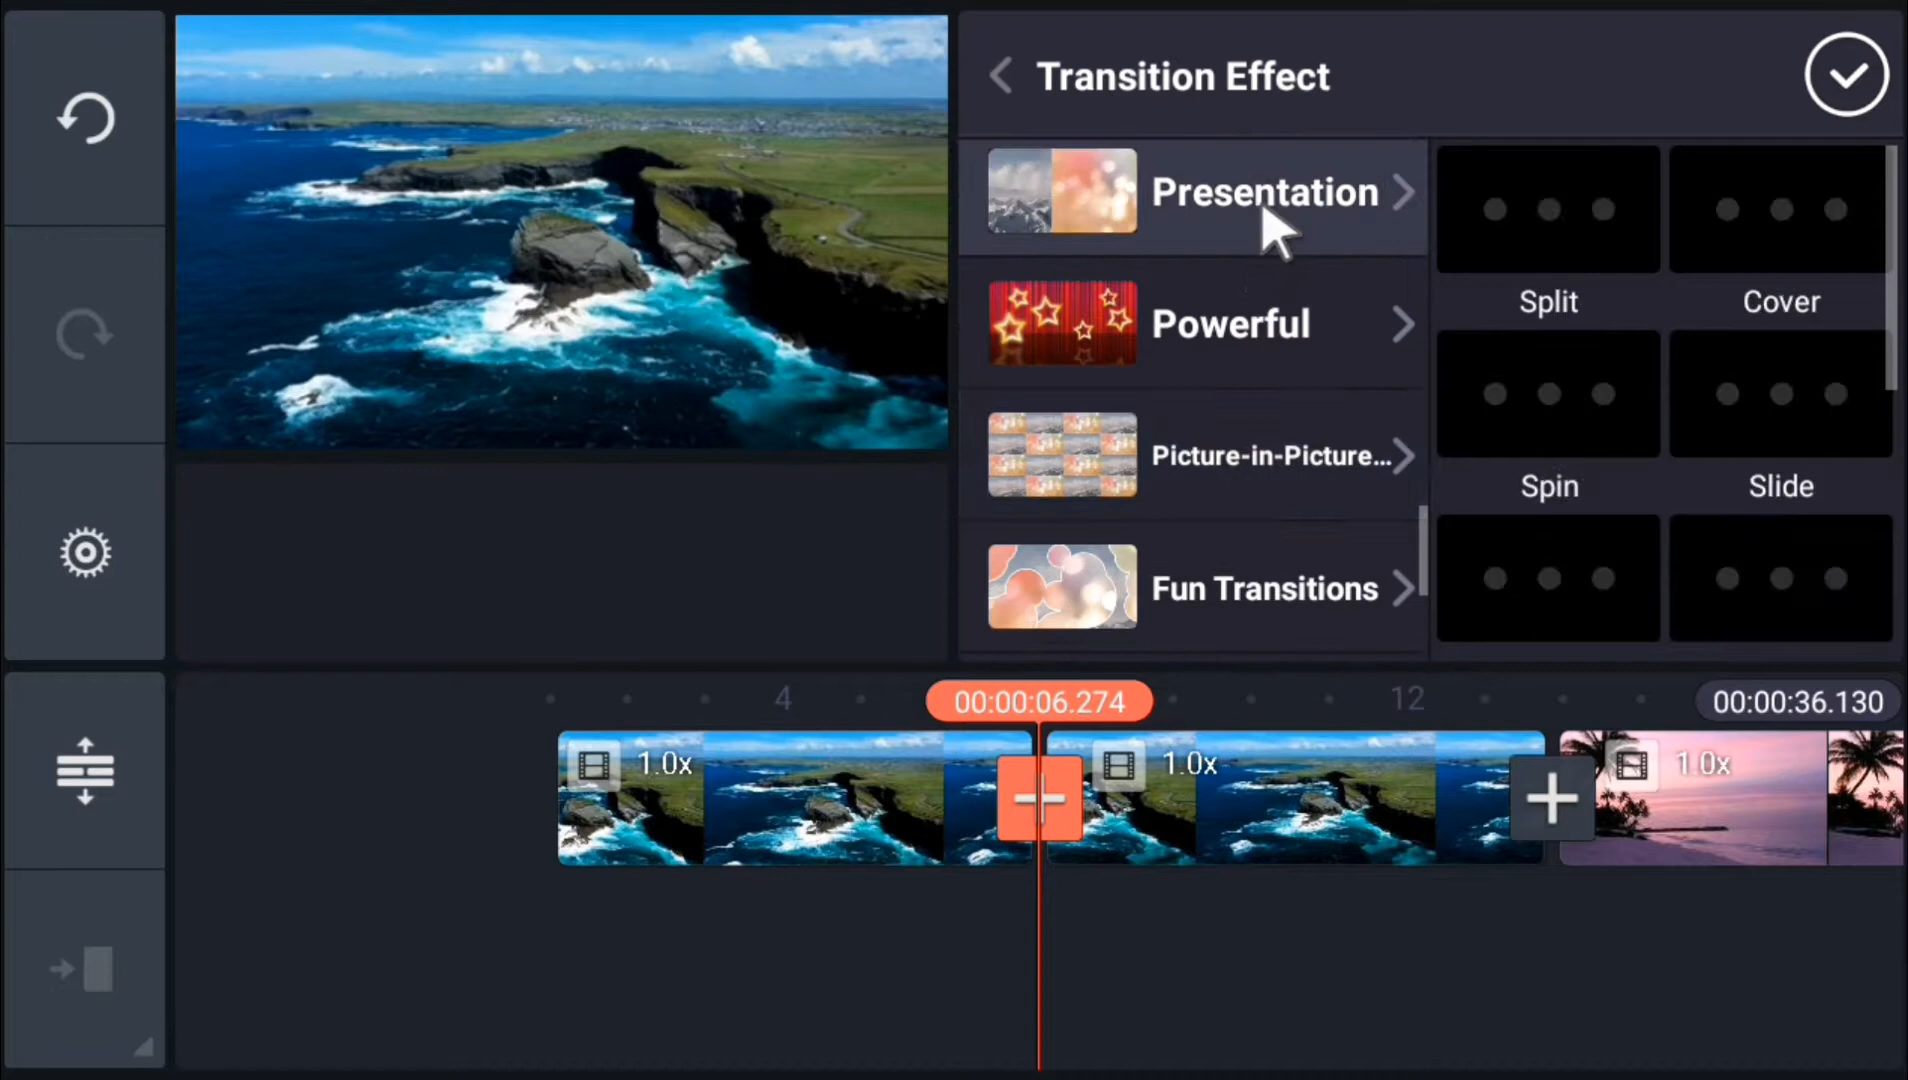 Transition Effect
Presentation
Split
Cover
Powerful
Picture-in-Picture...
Spin
Slide
Fun Transitions
4
00:00:06.274
12
00:00:36.130
1.0x
1.0x
1.0x